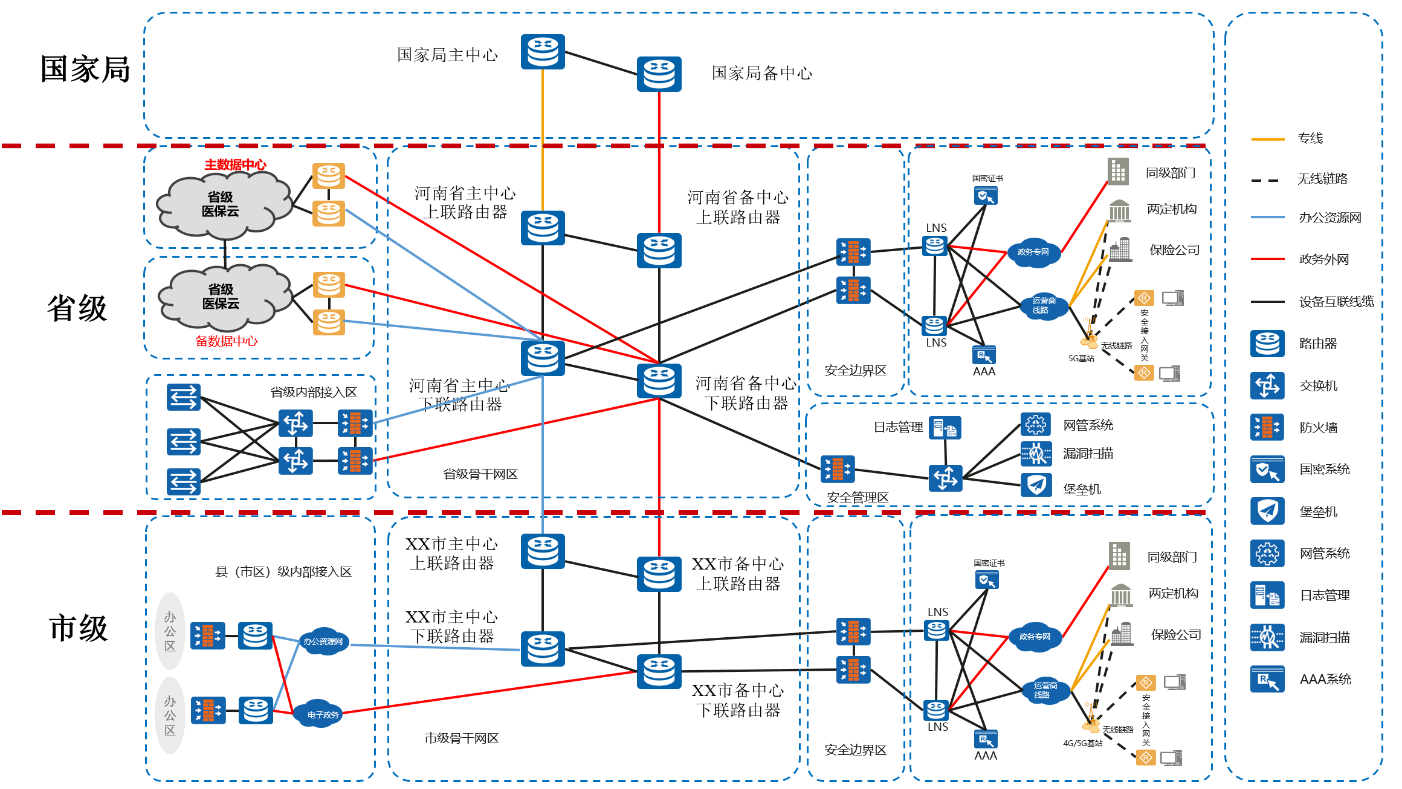 国家局
国家局主中心
国家局备中心
省级
主数据中心
省级
医保云
省级
医保云
备数据中心
省级内部接入区
河南省主中心
上联路由器
河南省备中心
上联路由器
河南省主中心
下联路由器
河南省备中心
下联路由器
省级骨干网区
安全边界区
国密证书
LNS
LNS
AAA
政务专网
运营商
线路
同级部门
两定机构
保险公司
5G基站
无线链路
安全接入网关
日志管理
网管系统
漏洞扫描
堡垒机
安全管理区
市级
县（市区）级内部接入区
办公区
办公区
办公资源网
电子政务
XX市主中心
上联路由器
XX市备中心
上联路由器
XX市主中心
下联路由器
XX市备中心
下联路由器
市级骨干网区
安全边界区
国密证书
LNS
LNS
AAA
政务专网
运营商
线路
同级部门
两定机构
保险公司
4G/5G基站
无线链路
安全接入网关
专线
无线链路
办公资源网
政务外网
设备互联线缆
路由器
交换机
防火墙
国密系统
堡垒机
网管系统
日志管理
漏洞扫描
AAA系统